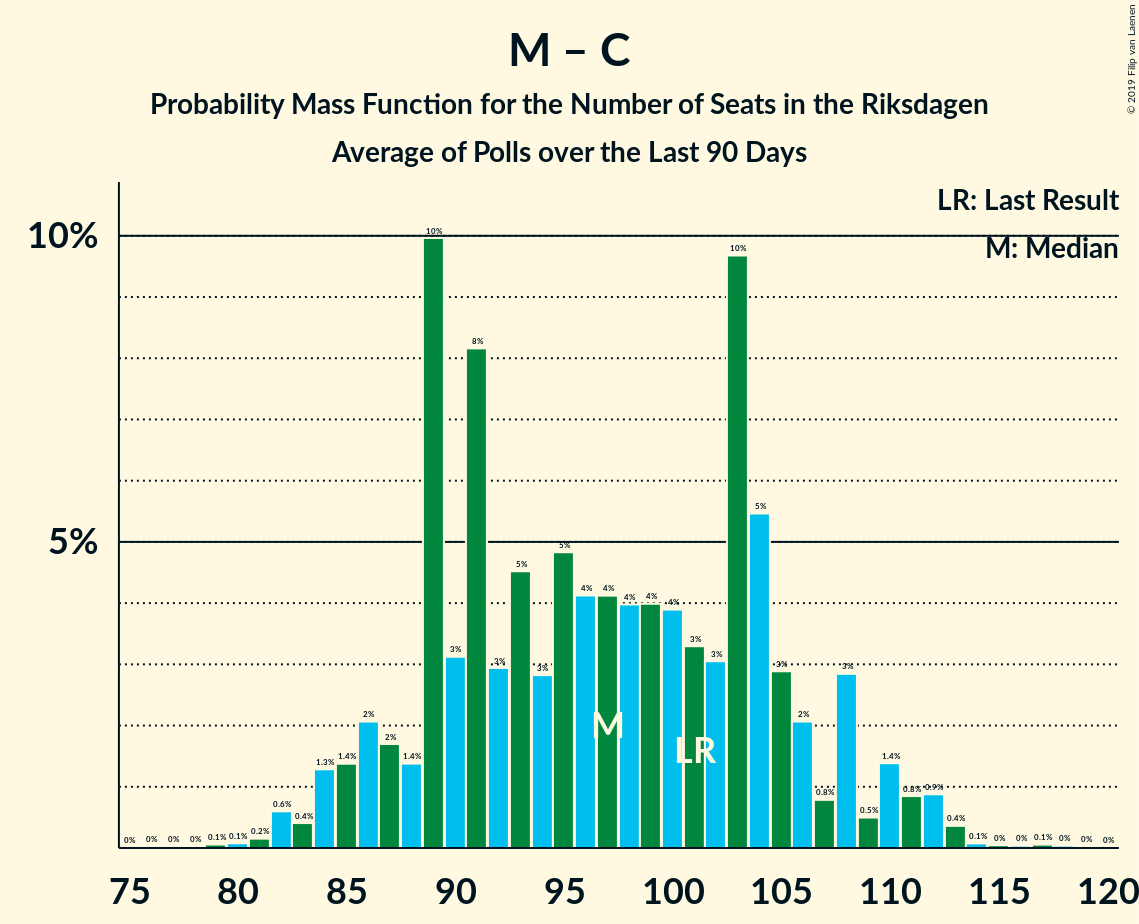 © 2019 Filip van Laenen
M – C
Probability Mass Function for the Number of Seats in the Riksdagen
Average of Polls over the Last 90 Days
LR: Last Result
M: Median
10%
5%
0% 0% 0% 0% 0.1% 0.1% 0.2% 0.6% 0.4% 1.3% 1.4% 2% 2% 1.4% 10% 3% 8% 3% 5% 3% 5% 4% 4% 4% 4% 4% 3% 3% 10% 5% 3% 2% 0.8% 3% 0.5% 1.4% 0.8% 0.9% 0.4% 0.1% 0% 0% 0.1% 0% 0% 0%
M
LR
75 80 85 90 95 100 105 110 115 120